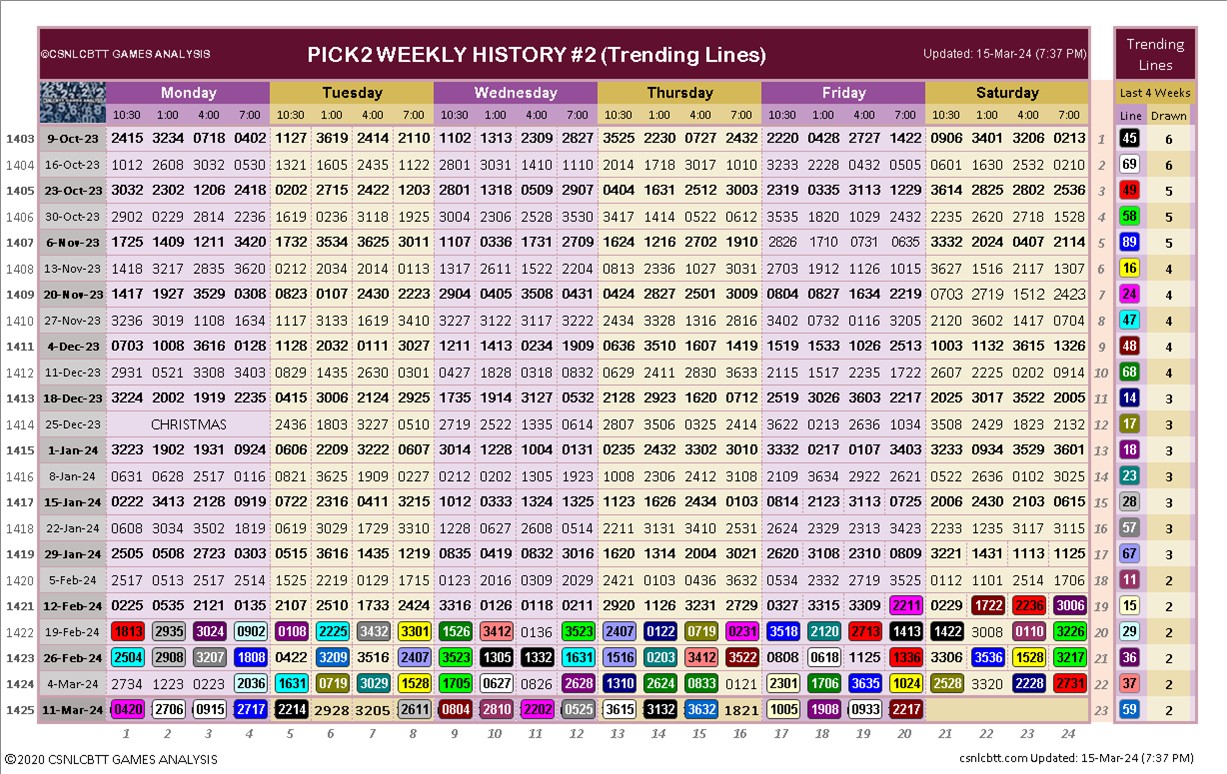 ©CSNLCBTT GAMES ANALYSIS PICK2 WEEKLY HISTORY #2 (Trending Lines) Updated: 15-Mar-24 (7:37 PM) Trending Lines
Monday Tuesday Wednesday Thursday Friday Saturday Last 4 Weeks
10:30 1:00 4:00 7:00 10:30 1:00 4:00 7:00 10:30 1:00 4:00 7:00 10:30 1:00 4:00 7:00 10:30 1:00 4:00 7:00 10:30 1:00 4:00 7:00 Line Drawn
1403 9-Oct-23 2415 3234 0718 0402 1127 3619 2414 2110 1102 1313 2309 2827 3525 2230 0727 2432 2220 0428 2727 1422 0906 3401 3206 0213 1 45 6
1404 16-Oct-23 1012 2608 3032 0530 1321 1605 2435 1122 2801 3031 1410 1110 2014 1718 3017 1010 3233 2228 0432 0505 0601 1630 2532 0210 2 69 6
1405 23-Oct-23 3032 2302 1206 2418 0202 2715 2422 1203 2801 1318 0509 2907 0404 1631 2512 3003 2319 0335 3113 1229 3614 2825 2802 2536 3 49 5
1406 30-Oct-23 2902 0229 2814 2236 1619 0236 3118 1925 3004 2306 2528 3530 3417 1414 0522 0612 3535 1820 1029 2432 2235 2620 2718 1528 4 58 5
1407 6-Nov-23 1725 1409 1211 3420 1732 3534 3625 3011 1107 0336 1731 2709 1624 1216 2702 1910 2826 1710 0731 0635 3332 2024 0407 2114 5 89 5
1408 13-Nov-23 1418 3217 2835 3620 0212 2034 2014 0113 1317 2611 1522 2204 0813 2336 1027 3031 2703 1912 1126 1015 3627 1516 2117 1307 6 16 4
1409 20-Nov-23 1417 1927 3529 0308 0823 0107 2430 2223 2904 0405 3508 0431 0424 2827 2501 3009 0804 0827 1634 2219 0703 2719 1512 2423 7 24 4
1410 27-Nov-23 3236 3019 1108 1634 1117 3133 1619 3410 3227 3122 3117 3222 2434 3328 1316 2816 3402 0732 0116 3205 2120 3602 1417 0704 8 47 4
1411 4-Dec-23 0703 1008 3616 0128 1128 2032 0111 3027 1211 1413 0234 1909 0636 3510 1607 1419 1519 1533 1026 2513 1003 1132 3615 1326 9 48 4
1412 11-Dec-23 2931 0521 3308 3403 0829 1435 2630 0301 0427 1828 0318 0832 0629 2411 2830 3633 2115 1517 2235 1722 2607 2225 0202 0914 10 68 4
1413 18-Dec-23 3224 2002 1919 2235 0415 3006 2124 2925 1735 1914 3127 0532 2128 2923 1620 0712 2519 3026 3603 2217 2025 3017 3522 2005 11 14 3
1414 25-Dec-23 CHRISTMAS 2436 1803 3227 0510 2719 2522 1335 0614 2807 3506 0325 2414 3622 0213 2636 1034 3508 2429 1823 2132 12 17 3
1415 1-Jan-24 3223 1902 1931 0924 0606 2209 3222 0607 3014 1228 1004 0131 0235 2432 3302 3010 3332 0217 0107 3403 2233 0934 3529 3601 13 18 3
1416 8-Jan-24 0631 0628 2517 0116 0821 3625 1909 0222 0221 0202 1305 1923 1008 2306 2412 3108 2109 3634 2922 2621 0522 2636 0102 3025 14 23 3
1417 15-Jan-24 0222 3413 2128 0919 0722 2316 0411 3215 1012 0333 1324 1325 1123 1626 2434 0103 0814 2123 3113 0725 2006 2430 2103 0615 15 28 3
1418 22-Jan-24 0608 3034 3502 1819 0619 3029 1729 3310 1228 0627 2608 0514 2211 3131 3410 2531 2624 2329 2313 3423 2233 1235 3117 3115 16 57 3
1419 29-Jan-24 2505 0508 2723 0303 0515 3616 1435 1219 0835 0419 0832 3016 1620 1314 2004 3021 2620 3108 2310 0809 3221 1431 1113 1125 17 67 3
1420 5-Feb-24 2517 0513 2517 2514 1525 2219 0129 1715 0123 2016 0309 2029 2421 0103 0436 3632 0534 2332 2719 3525 0112 1101 2514 1706 18 11 2
1421 12-Feb-24 0225 0535 2121 0135 2107 2510 1733 2424 3316 0126 0118 0211 2920 1126 3231 2729 0327 3315 3309 2211 0229 1722 2236 3006 19 15 2
1422 19-Feb-24 1813 2935 3024 0902 0108 2225 3432 3301 1526 3412 0136 3523 2407 0122 0719 0231 3518 2120 2713 1413 1422 3008 0110 3226 20 29 2
1423 26-Feb-24 2504 2908 3207 1808 0422 3209 3516 2407 3523 1305 1332 1631 1516 0203 3412 3522 0808 0618 1125 1336 3306 3536 1528 3217 21 36 2
1424 4-Mar-24 2734 1223 0223 2036 1631 0719 3029 1528 1705 0627 0826 2628 1310 2624 0833 0121 2301 1706 3635 1024 2528 3320 2228 2731 22 37 2
1425 11-Mar-24 0420 2706 0915 2717 2214 2928 3205 2611 0804 2810 2202 0525 3615 3132 3632 1821 1005 1908 0933 2217 23 59 2
1 2 3 4 5 6 7 8 9 10 11 12 13 14 15 16 17 18 19 20 21 22 23 24
©2020 CSNLCBTT GAMES ANALYSIS csnlcbtt.com Updated: 15-Mar-24 (7:37 PM)